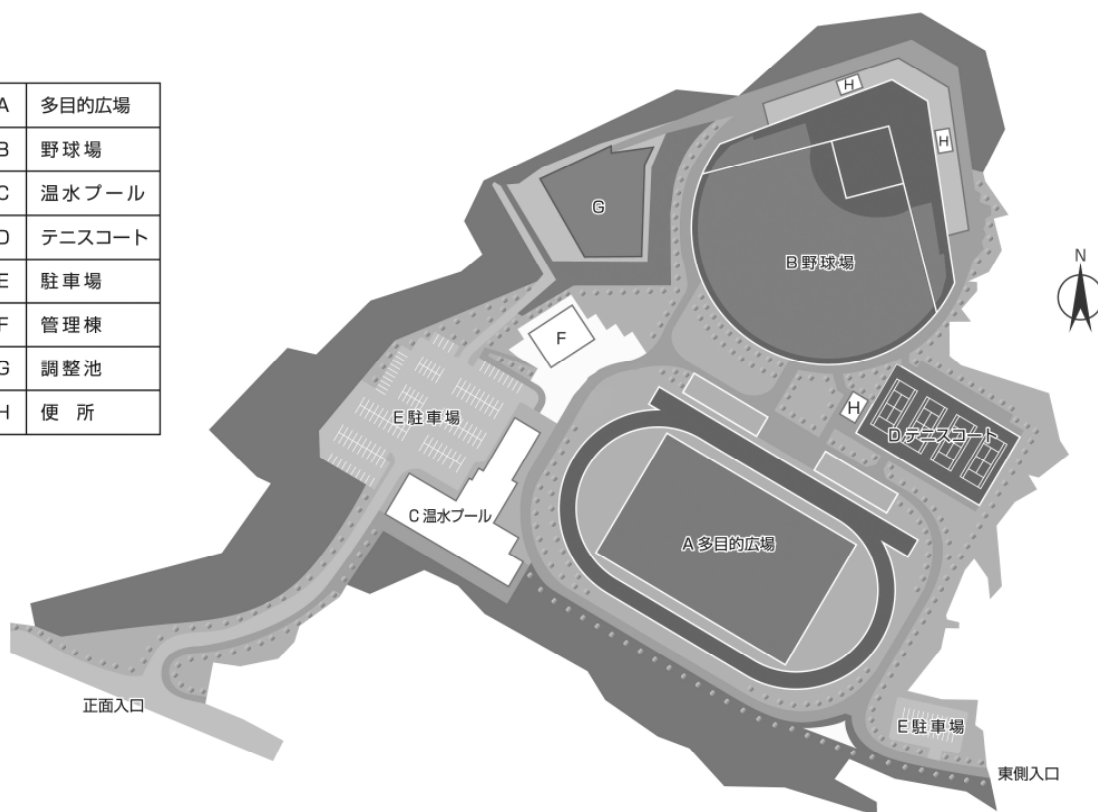 A 多目的広場
B 野球場
C 温水プール
D テニスコート
E 駐車場
F 管理棟
G 調整池
H 便所
H
H
G
B野球場
N
F
E駐車場
H
Dテニスコート
C温水プール
A多目的広場
正面入口
E駐車場
東側入口